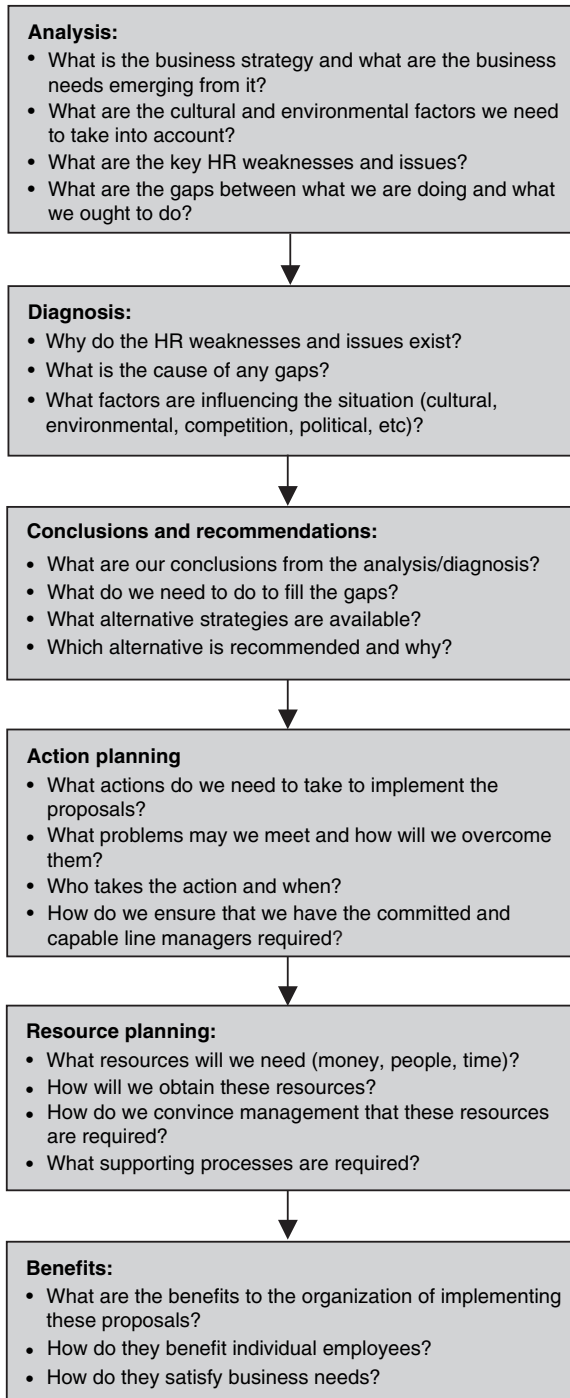 Analysis:
• What is the business strategy and what are the business
needs emerging from it?
• What are the cultural and environmental factors we need
to take into account?
• What are the key HR weaknesses and issues?
• What are the gaps between what we are doing and what
we ought to do?
Diagnosis:
• Why do the HR weaknesses and issues exist?
• What is the cause of any gaps?
• What factors are influencing the situation (cultural,
environmental, competition, political, etc)?
Conclusions and recommendations:
• What are our conclusions from the analysis/diagnosis?
• What do we need to do to fill the gaps?
• What alternative strategies are available?
• Which alternative is recommended and why?
Action planning
• What actions do we need to take to implement the
proposals?
• What problems may we meet and how will we overcome
them?
• Who takes the action and when?
• How do we ensure that we have the committed and
capable line managers required?
Resource planning:
• What resources will we need (money, people, time)?
• How will we obtain these resources?
• How do we convince management that these resources
are required?
• What supporting processes are required?
Benefits:
• What are the benefits to the organization of implementing
these proposals?
• How do they benefit individual employees?
• How do they satisfy business needs?